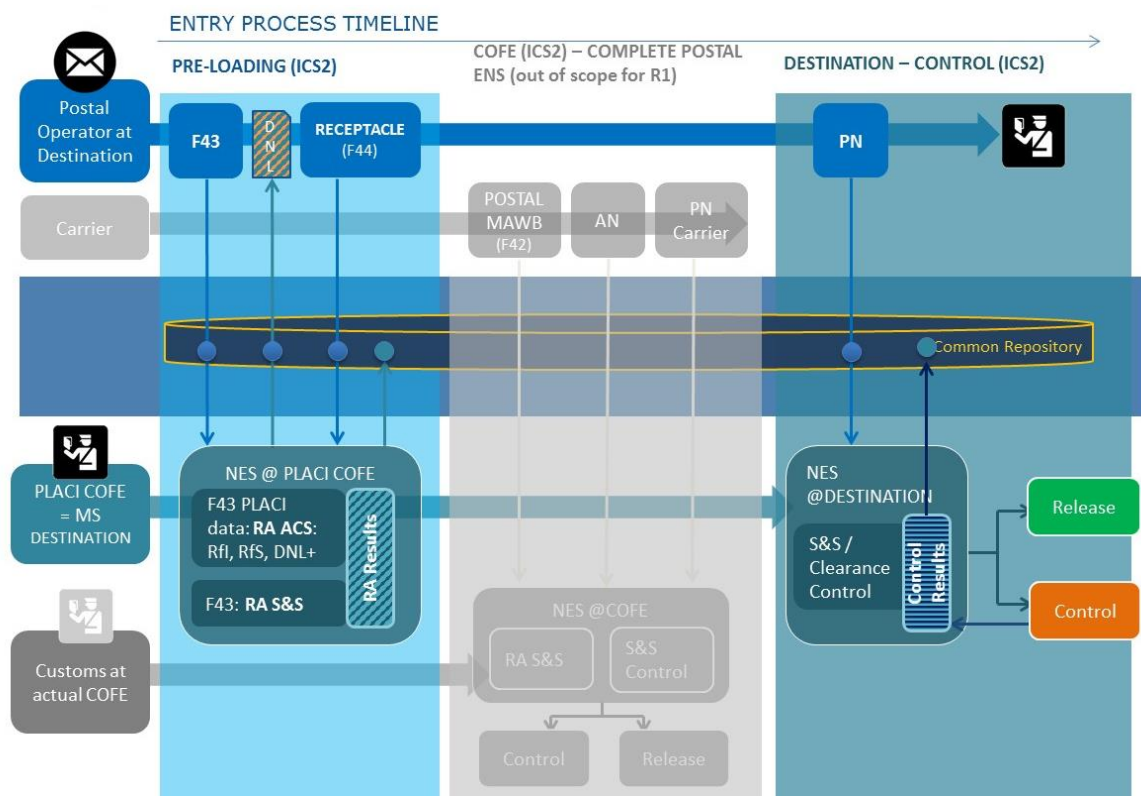 ENTRY PROCESS TIMELINE
PRE-LOADING (ICS2)
COFE (ICS2) – COMPLETE POSTAL
ENS (out of scope for R1)
DESTINATION – CONTROL (ICS2)
Postal
Operator at
Destination
F43
DNL
RECEPTACLE
(F44)
PN
Carrier
POSTAL
MAWB
(F42)
AN
PN
Carrier
Common Repository
PLACI COFE
= MS
DESTINATION
NES @ PLACI COFE
F43 PLACI
data: RA ACS:
RfI, RfS, DNL+
F43: RA S&S
RA Results
NES
@DESTINATION
S&S /
Clearance
Control
Control
Results
Release
Control
Customs at
actual COFE
NES @COFE
RA S&S
S&S
Control
Control
Release